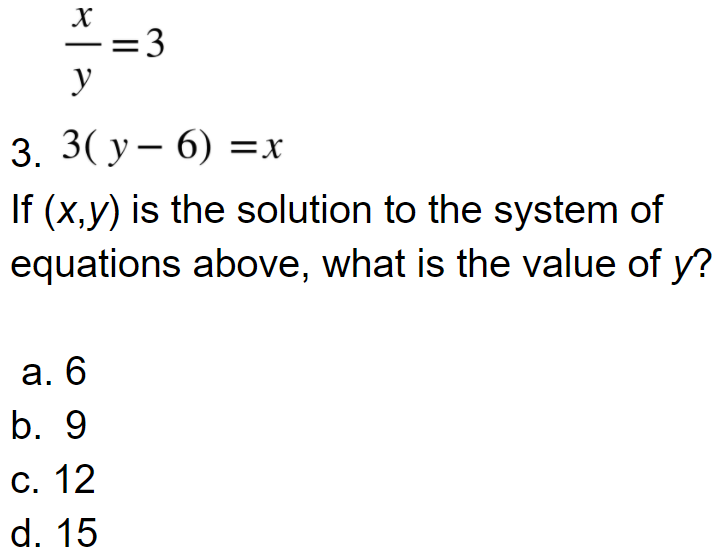 x/y = 3
3. 3( y – 6) = x
If (x,y) is the solution to the system of
equations above, what is the value of y?
a. 6
b. 9
c. 12
d. 15